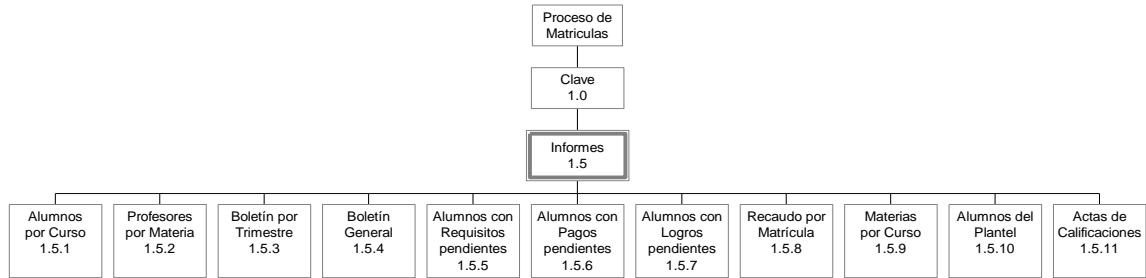 Proceso de
Matriculas
Clave
1.0
Informes
1.5
Alumnos
por Curso
1.5.1
Profesores
por Materia
1.5.2
Boletín por
Trimestre
1.5.3
Boletín
General
1.5.4
Alumnos con
Requisitos
pendientes
1.5.5
Alumnos con
Pagos
pendientes
1.5.6
Alumnos con
Logros
pendientes
1.5.7
Recaudo por
Matrícula
1.5.8
Materias
por Curso
1.5.9
Alumnos del
Plantel
1.5.10
Actas de
Calificaciones
1.5.11